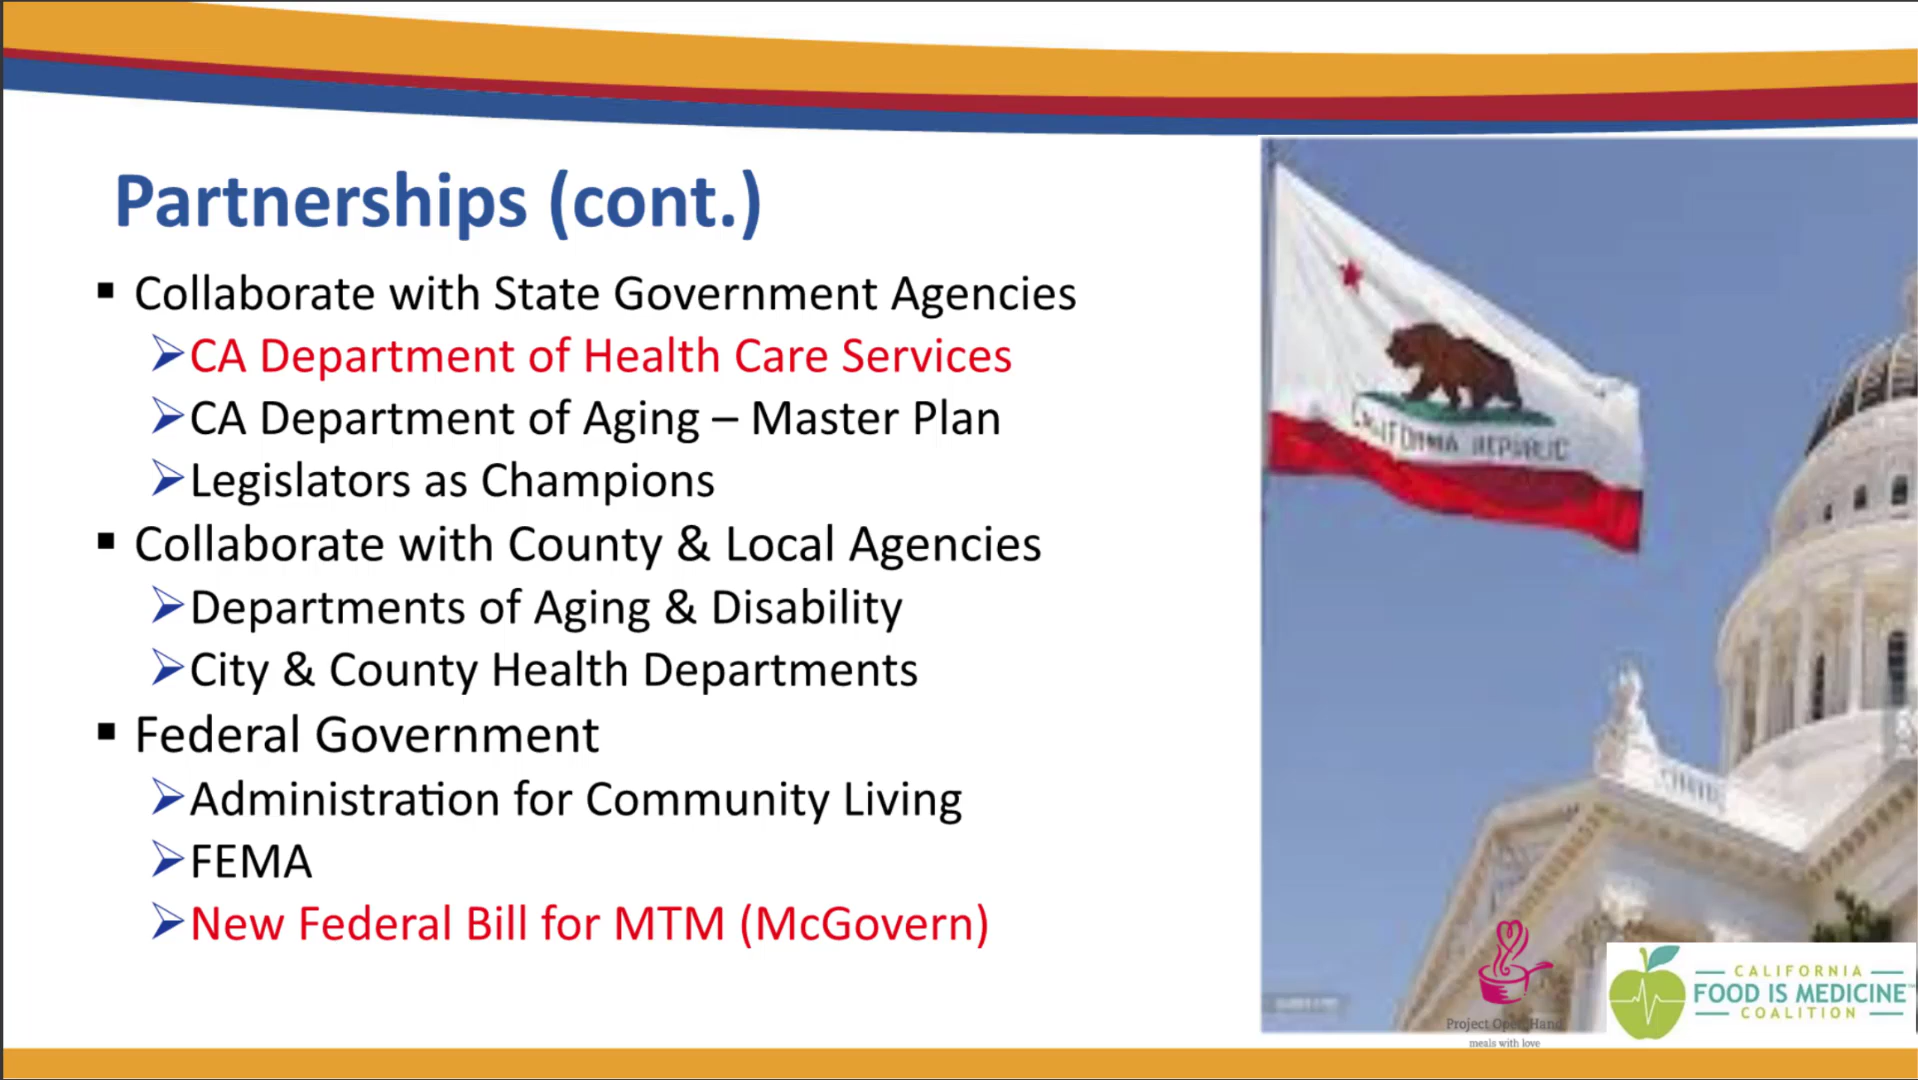 Partnerships (cont.)
▪ Collaborate with State Government Agencies
➢CA Department of Health Care Services
➢CA Department of Aging – Master Plan
➢Legislators as Champions
▪ Collaborate with County & Local Agencies
➢Departments of Aging & Disability
➢City & County Health Departments
▪ Federal Government
➢Administration for Community Living
➢FEMA
➢New Federal Bill for MTM (McGovern)
CALIFORNIA REPUBLIC
Project Open Hand
meals with love
CALIFORNIA
FOOD IS MEDICINE
COALITION